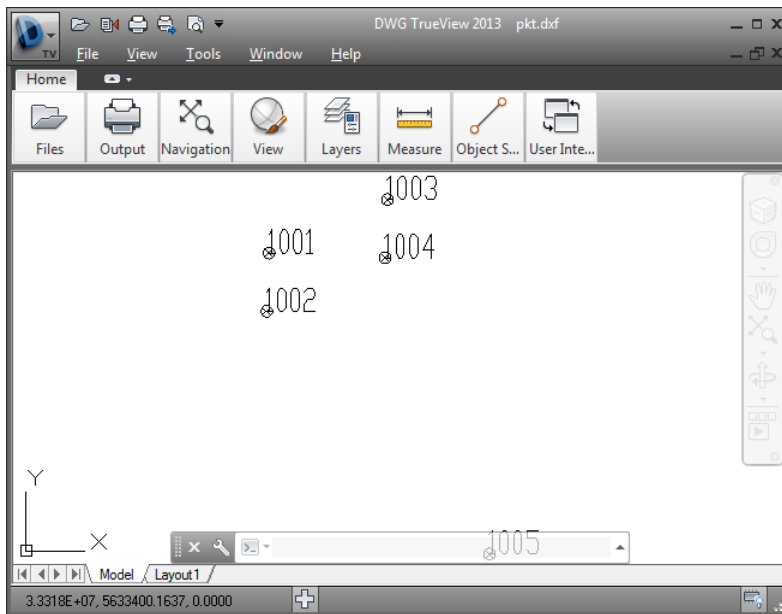 DWG TrueView 2013 pkt.dxf
TV File View Tools Window Help
Home
Files Output Navigation View Layers Measure Object S... User Inte...
1003
1001
1004
1002
Y
X
1005
Model Layout1
3.3318E+07, 5633400.1637, 0.0000